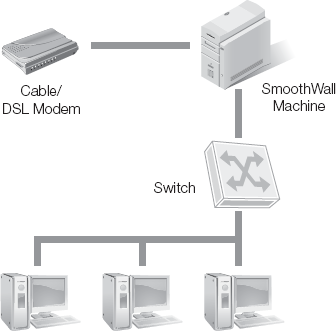 Cable/
DSL Modem
SmoothWall
Machine
Switch